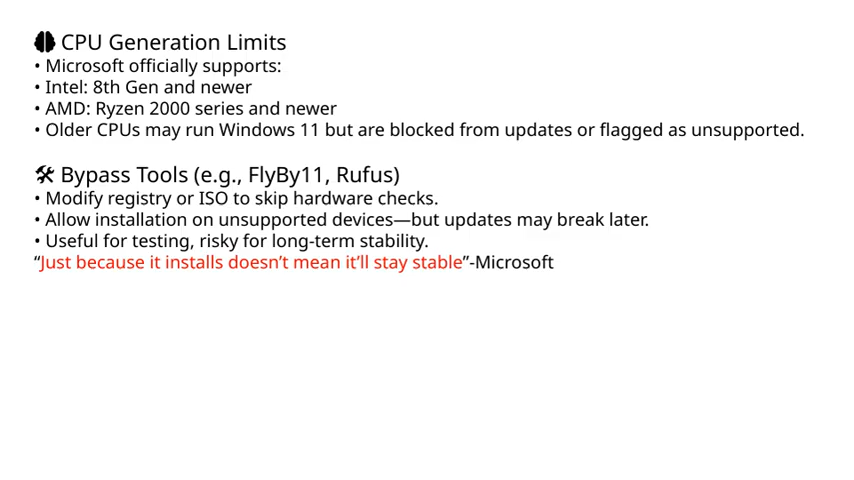 🧠 CPU Generation Limits
• Microsoft officially supports:
• Intel: 8th Gen and newer
• AMD: Ryzen 2000 series and newer
• Older CPUs may run Windows 11 but are blocked from updates or flagged as unsupported.
🛠 Bypass Tools (e.g., FlyBy11, Rufus)
• Modify registry or ISO to skip hardware checks.
• Allow installation on unsupported devices—but updates may break later.
• Useful for testing, risky for long-term stability.
“Just because it installs doesn’t mean it’ll stay stable”-Microsoft